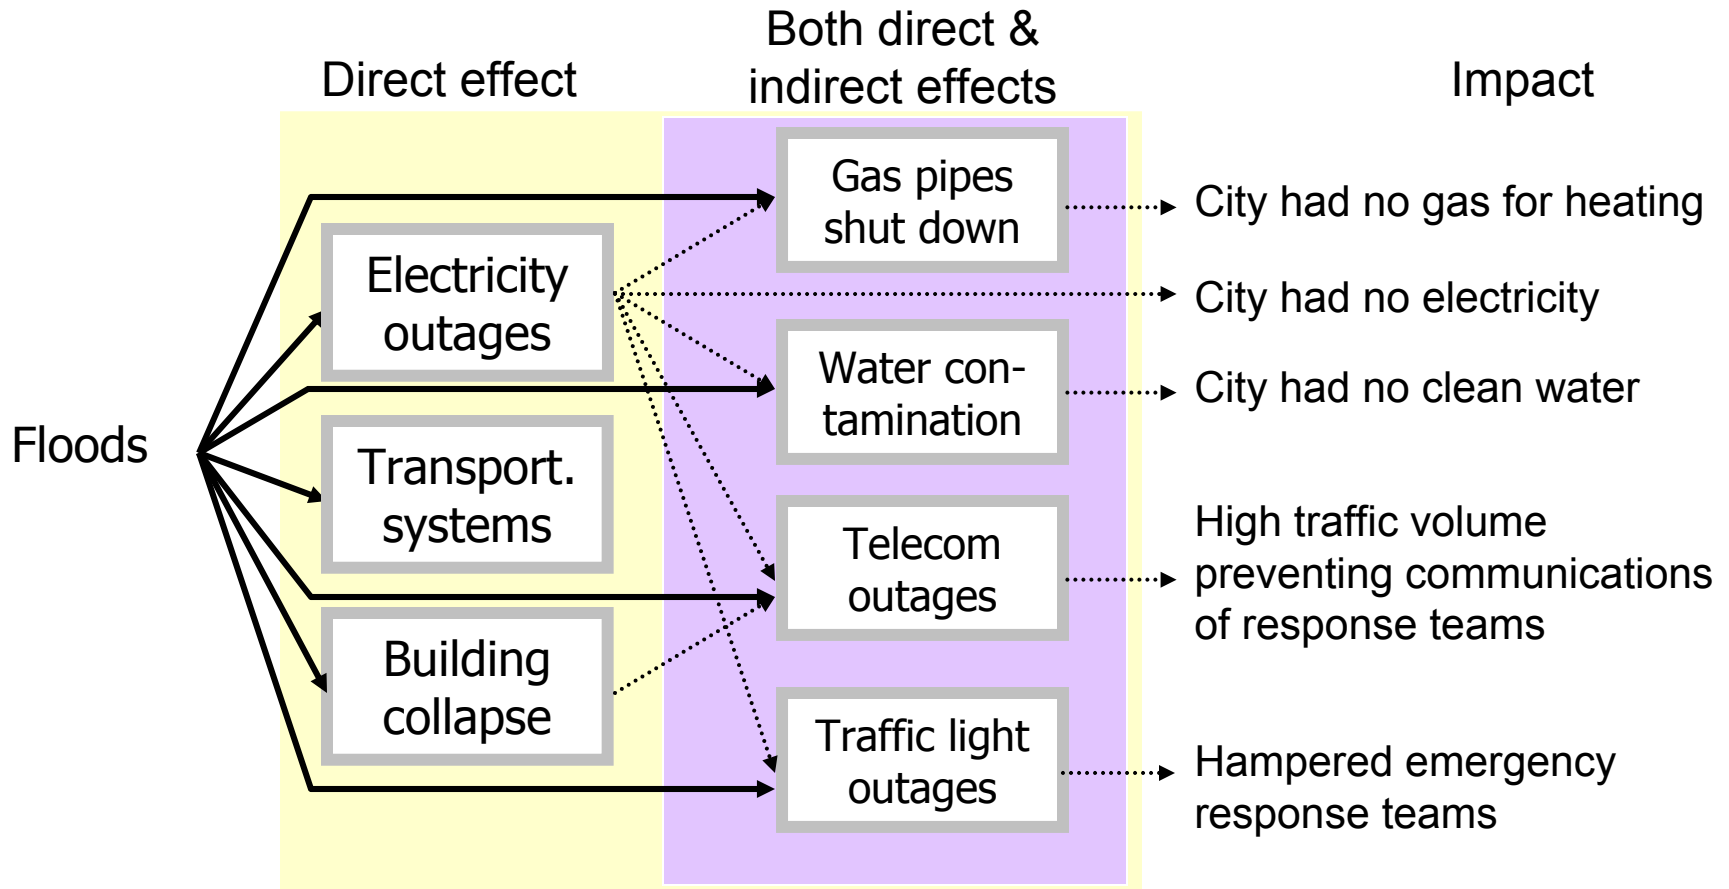 Direct effect
Both direct &
indirect effects
Impact
Floods
Electricity
outages
Transport.
systems
Building
collapse
Gas pipes
shut down
Water con-
tamination
Telecom
outages
Traffic light
outages
City had no gas for heating
City had no electricity
City had no clean water
High traffic volume
preventing communications
of response teams
Hampered emergency
response teams